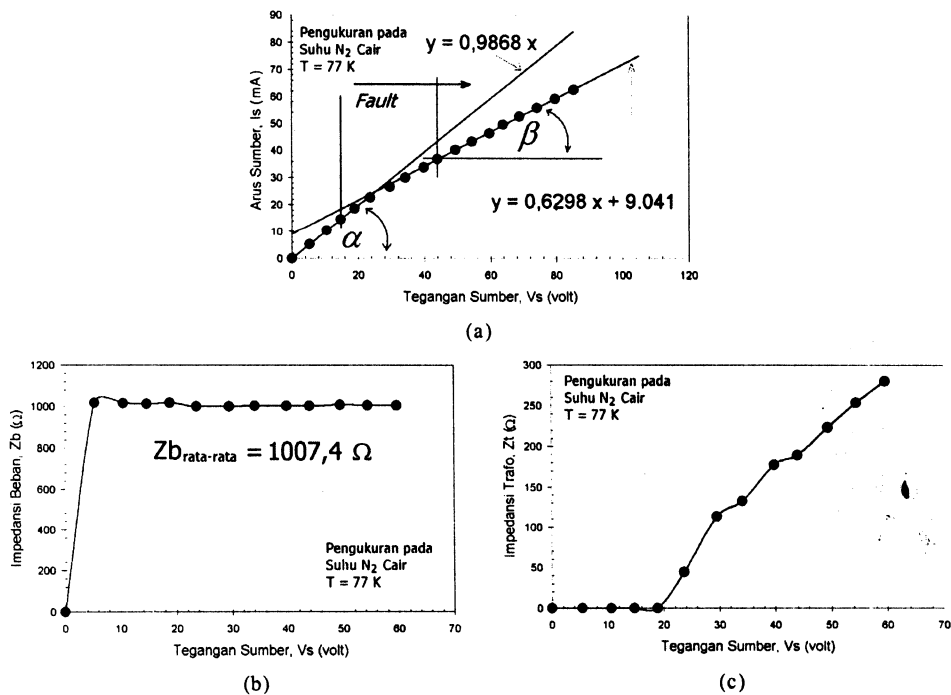 Pengukuran pada
Suhu N₂ Cair
T = 77 K
y = 0,9868 x
Fault
α
β
y = 0,6298 x + 9.041
Arus Sumber, Is (mA)
90
80
70
60
50
40
30
20
10
0
0 20 40 60 80 100 120
Tegangan Sumber, Vs (volt)
(a)
Impedansi Beban, Zb (Ω)
1200
1000
800
600
400
200
0
Zb rata-rata = 1007,4 Ω
Pengukuran pada
Suhu N₂ Cair
T = 77 K
0 10 20 30 40 50 60 70
Tegangan Sumber, Vs (volt)
(b)
Impedansi Trafo, Zt (Ω)
300
250
200
150
100
50
0
Pengukuran pada
Suhu N₂ Cair
T = 77 K
0 10 20 30 40 50 60 70
Tegangan Sumber, Vs (volt)
(c)